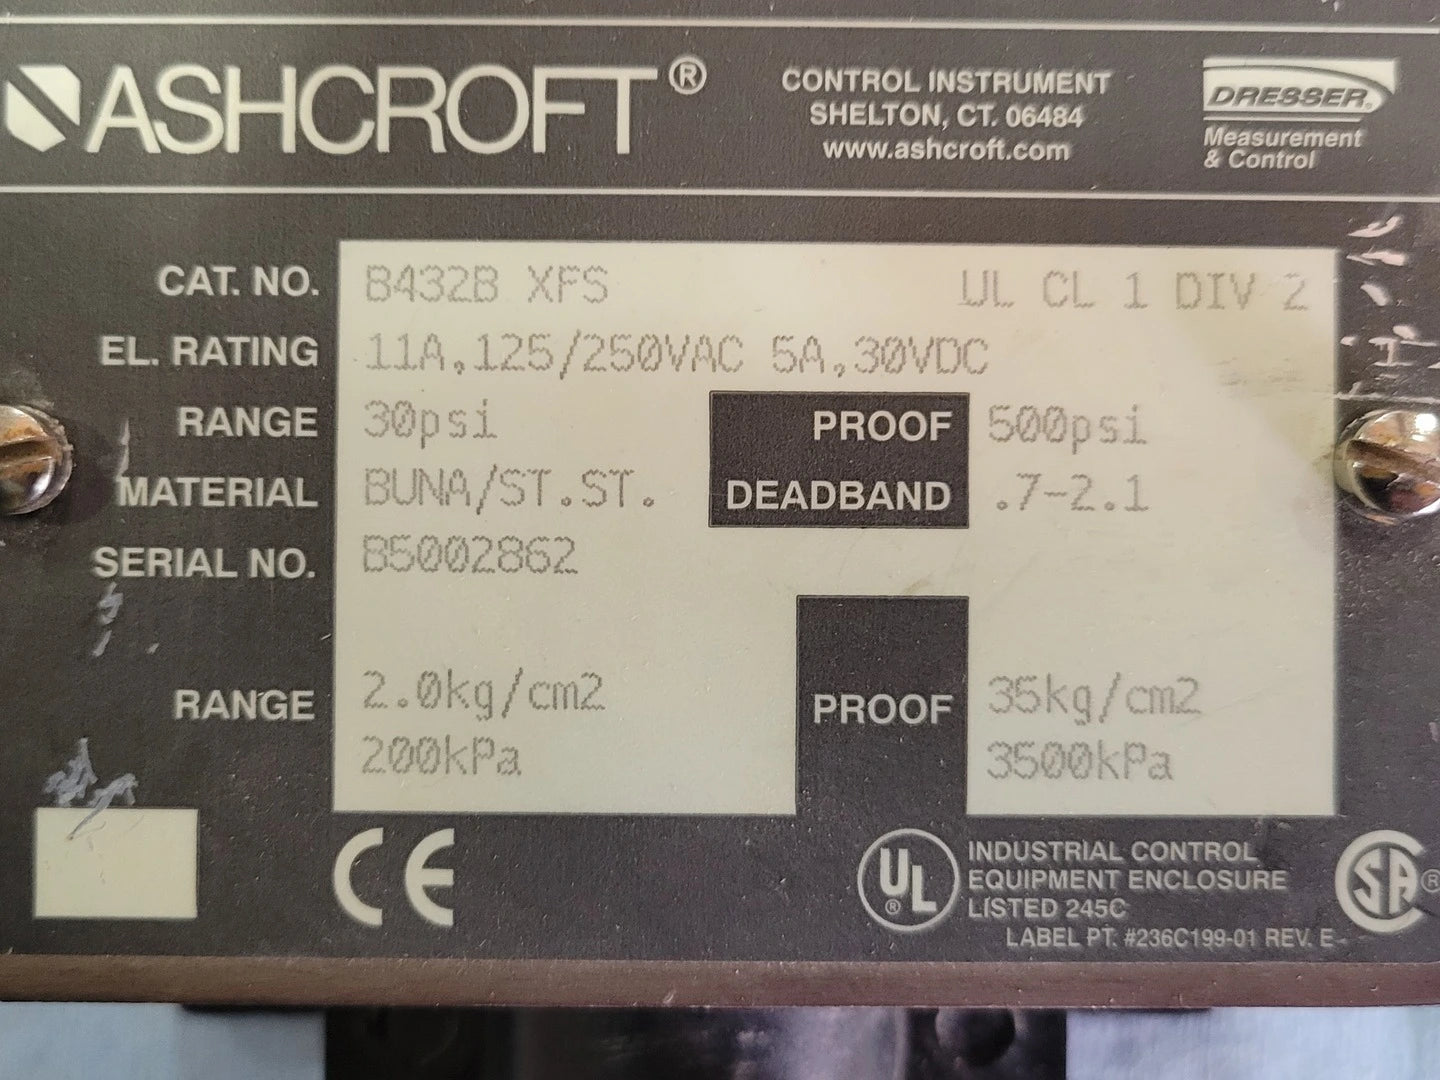 ASHCROFT®
CONTROL INSTRUMENT
SHELTON, CT. 06484
www.ashcroft.com
DRESSER®
Measurement
& Control
CAT. NO. B432B XFS UL CL 1 DIV 2
EL. RATING 11A,125/250VAC 5A,30VDC
RANGE 30psi PROOF 500psi
MATERIAL BUNA/ST.ST. DEADBAND .7-2.1
SERIAL NO. B5002862
RANGE 2.0kg/cm2 PROOF 35kg/cm2
200kPa 3500kPa
CE
UL®
INDUSTRIAL CONTROL
EQUIPMENT ENCLOSURE
LISTED 245C
LABEL PT. #236C199-01 REV. E
SA®